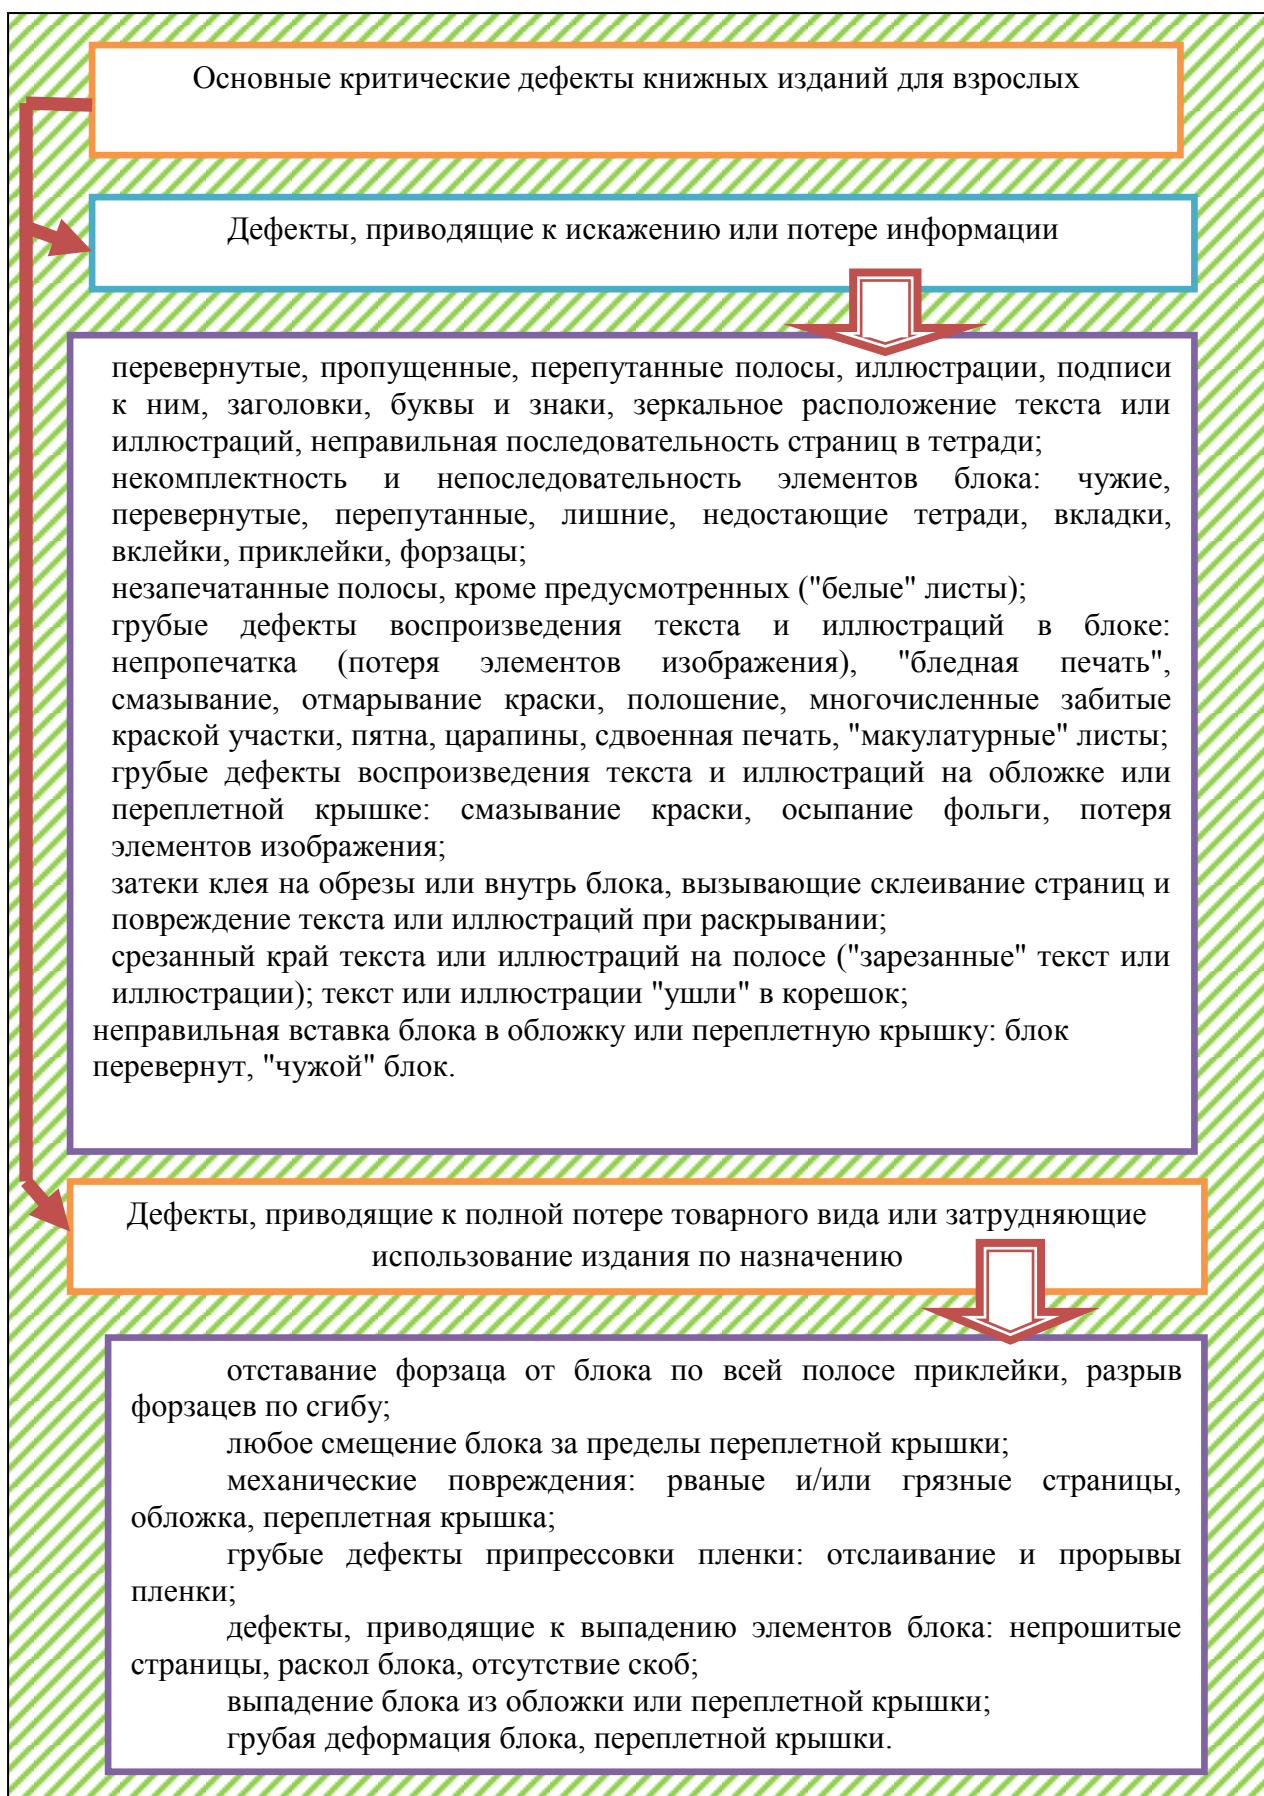 Основные критические дефекты книжных изданий для взрослых
Дефекты, приводящие к искажению или потере информации
перевернутые, пропущенные, перепутанные полосы, иллюстрации, подписи
к ним, заголовки, буквы и знаки, зеркальное расположение текста или
иллюстраций, неправильная последовательность страниц в тетради;
некомплектность и непоследовательность элементов блока: чужие,
перевернутые, перепутанные, лишние, недостающие тетради, вкладки,
вклейки, приклейки, форзацы;
незапечатанные полосы, кроме предусмотренных ("белые" листы);
грубые дефекты воспроизведения текста и иллюстраций в блоке:
непропечатка (потеря элементов изображения), "бледная печать",
смазывание, отмарывание краски, полошение, многочисленные забитые
краской участки, пятна, царапины, сдвоенная печать, "макулатурные" листы;
грубые дефекты воспроизведения текста и иллюстраций на обложке или
переплетной крышке: смазывание краски, осыпание фольги, потеря
элементов изображения;
затеки клея на обрезы или внутрь блока, вызывающие склеивание страниц и
повреждение текста или иллюстраций при раскрывании;
срезанный край текста или иллюстраций на полосе ("зарезанные" текст или
иллюстрации); текст или иллюстрации "ушли" в корешок;
неправильная вставка блока в обложку или переплетную крышку: блок
перевернут, "чужой" блок.
Дефекты, приводящие к полной потере товарного вида или затрудняющие
использование издания по назначению
отставание форзаца от блока по всей полосе приклейки, разрыв
форзацев по сгибу;
любое смещение блока за пределы переплетной крышки;
механические повреждения: рваные и/или грязные страницы,
обложка, переплетная крышка;
грубые дефекты припрессовки пленки: отслаивание и прорывы
пленки;
дефекты, приводящие к выпадению элементов блока: непрошитые
страницы, раскол блока, отсутствие скоб;
выпадение блока из обложки или переплетной крышки;
грубая деформация блока, переплетной крышки.